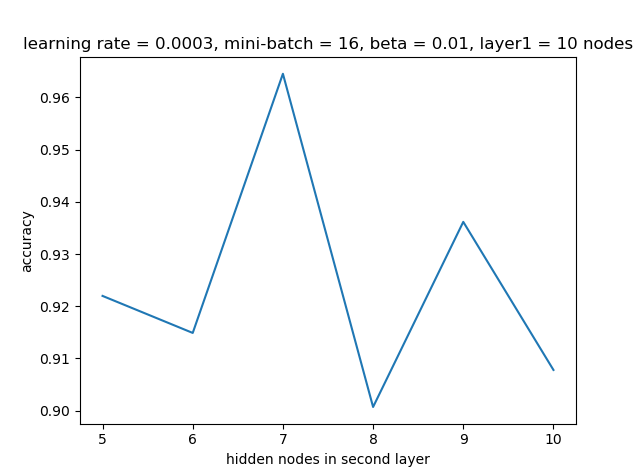 learning rate = 0.0003, mini-batch = 16, beta = 0.01, layer1 = 10 nodes
accuracy
0.96
0.95
0.94
0.93
0.92
0.91
0.90
5 6 7 8 9 10
hidden nodes in second layer